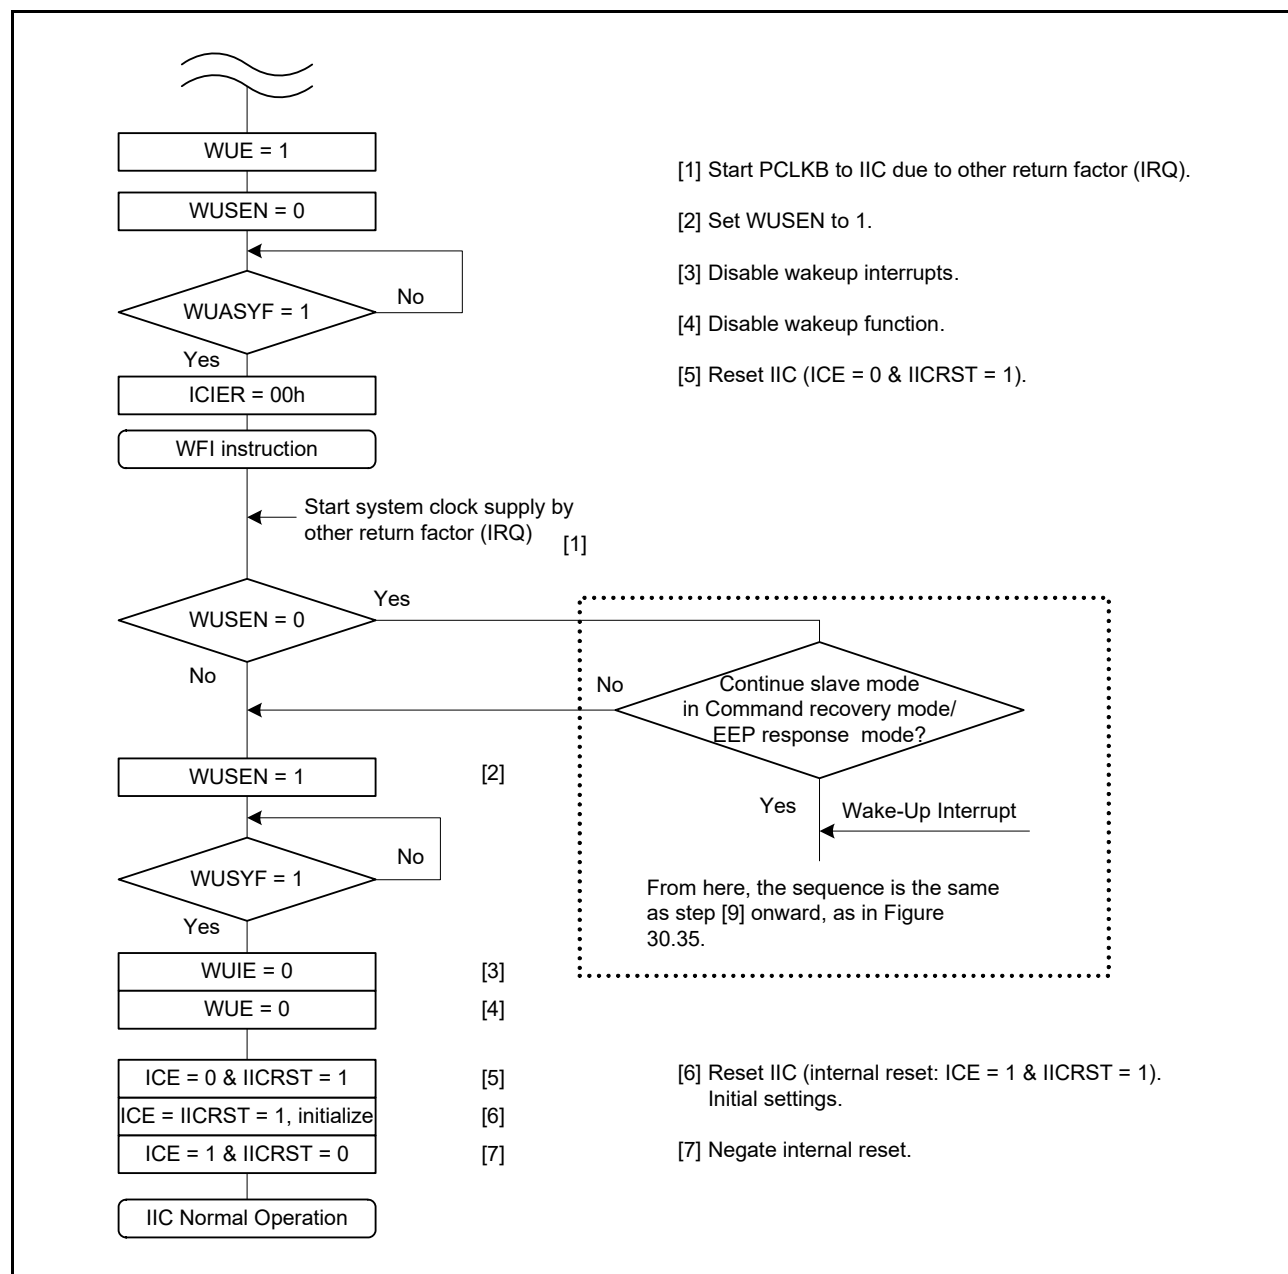 WUE = 1
[1] Start PCLKB to IIC due to other return factor (IRQ).
WUSEN = 0
[2] Set WUSEN to 1.
[3] Disable wakeup interrupts.
No
WUASYF = 1
[4] Disable wakeup function.
Yes
[5] Reset IIC (ICE = 0 & IICRST = 1).
ICIER = 00h
WFI instruction
Start system clock supply by
other return factor (IRQ)
[1]
Yes
WUSEN = 0
No
No
Continue slave mode
in Command recovery mode/
EEP response mode?
WUSEN = 1
[2]
Yes
Wake-Up Interrupt
No
WUSYF = 1
From here, the sequence is the same
as step [9] onward, as in Figure
30.35.
Yes
WUIE = 0
[3]
WUE = 0
[4]
ICE = 0 & IICRST = 1
[5]
[6] Reset IIC (internal reset: ICE = 1 & IICRST = 1).
Initial settings.
ICE = IICRST = 1, initialize
[6]
ICE = 1 & IICRST = 0
[7]
[7] Negate internal reset.
IIC Normal Operation